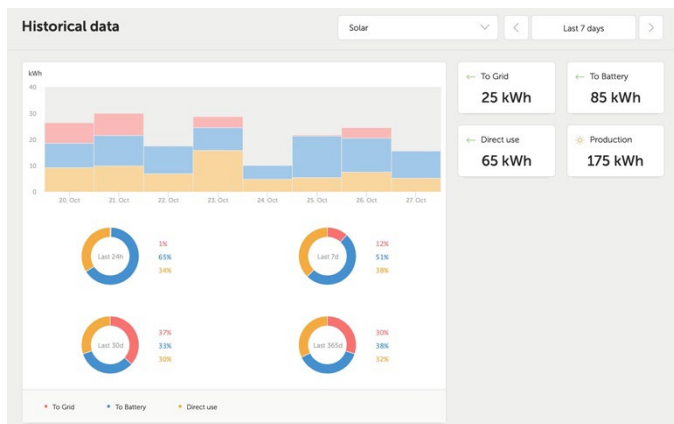 Historical data
Solar
Last 7 days
kWh
40
30
20
10
0
20. Oct
21. Oct
22. Oct
23. Oct
24. Oct
25. Oct
26. Oct
27. Oct
To Grid
25 kWh
To Battery
85 kWh
Direct use
65 kWh
Production
175 kWh
Last 24h
1%
65%
34%
Last 7d
12%
51%
38%
Last 30d
37%
33%
30%
Last 365d
30%
38%
32%
To Grid
To Battery
Direct use